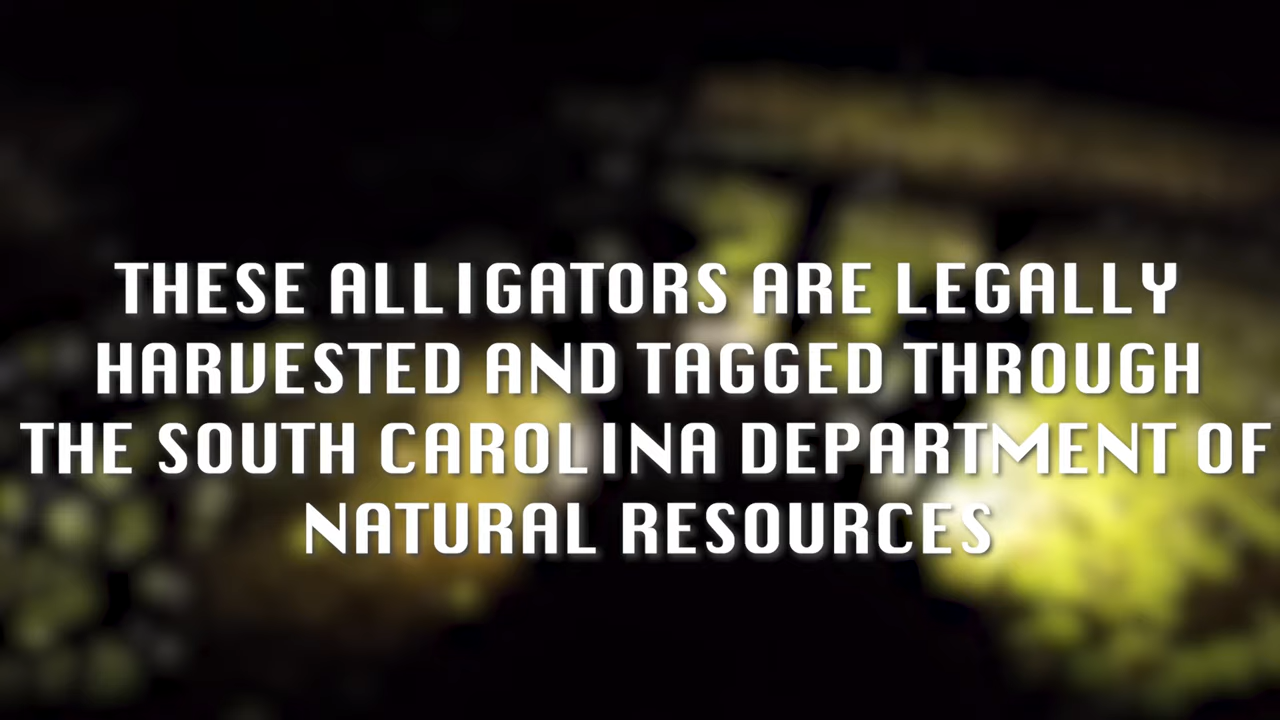 THESE ALLIGATORS ARE LEGALLY
HARVESTED AND TAGGED THROUGH
THE SOUTH CAROLINA DEPARTMENT OF
NATURAL RESOURCES